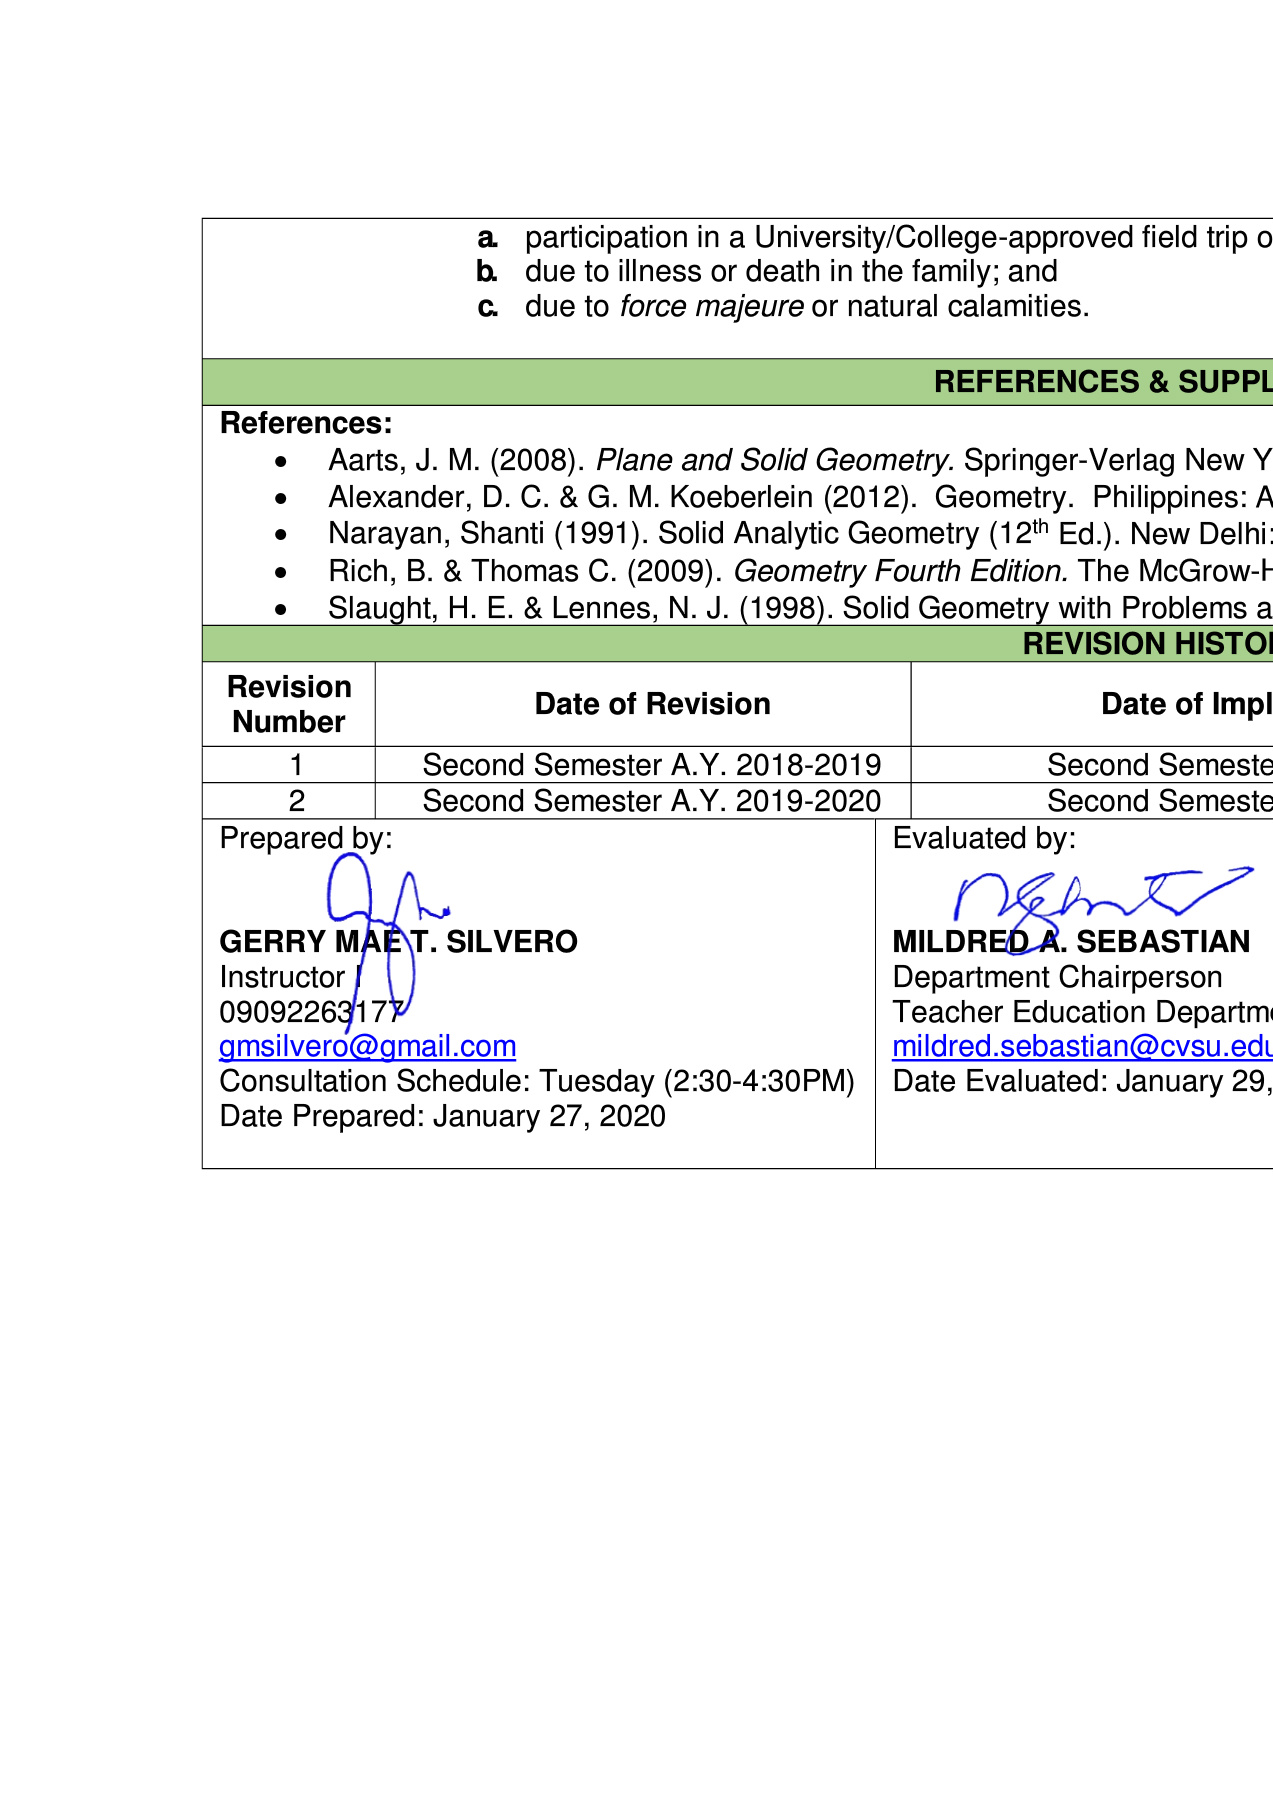 a. participation in a University/College-approved field trip o
b. due to illness or death in the family; and
c. due to force majeure or natural calamities.
REFERENCES & SUPPL
References:
• Aarts, J. M. (2008). Plane and Solid Geometry. Springer-Verlag New Y
• Alexander, D. C. & G. M. Koeberlein (2012). Geometry. Philippines: A
• Narayan, Shanti (1991). Solid Analytic Geometry (12th Ed.). New Delhi:
• Rich, B. & Thomas C. (2009). Geometry Fourth Edition. The McGrow-H
• Slaught, H. E. & Lennes, N. J. (1998). Solid Geometry with Problems a
REVISION HISTO
Revision Number Date of Revision Date of Impl
1 Second Semester A.Y. 2018-2019 Second Semeste
2 Second Semester A.Y. 2019-2020 Second Semeste
Prepared by:
GERRY MAE T. SILVERO
Instructor I
09092263177
gmsilvero@gmail.com
Consultation Schedule: Tuesday (2:30-4:30PM)
Date Prepared: January 27, 2020
Evaluated by:
MILDRED A. SEBASTIAN
Department Chairperson
Teacher Education Departme
mildred.sebastian@cvsu.edu
Date Evaluated: January 29,